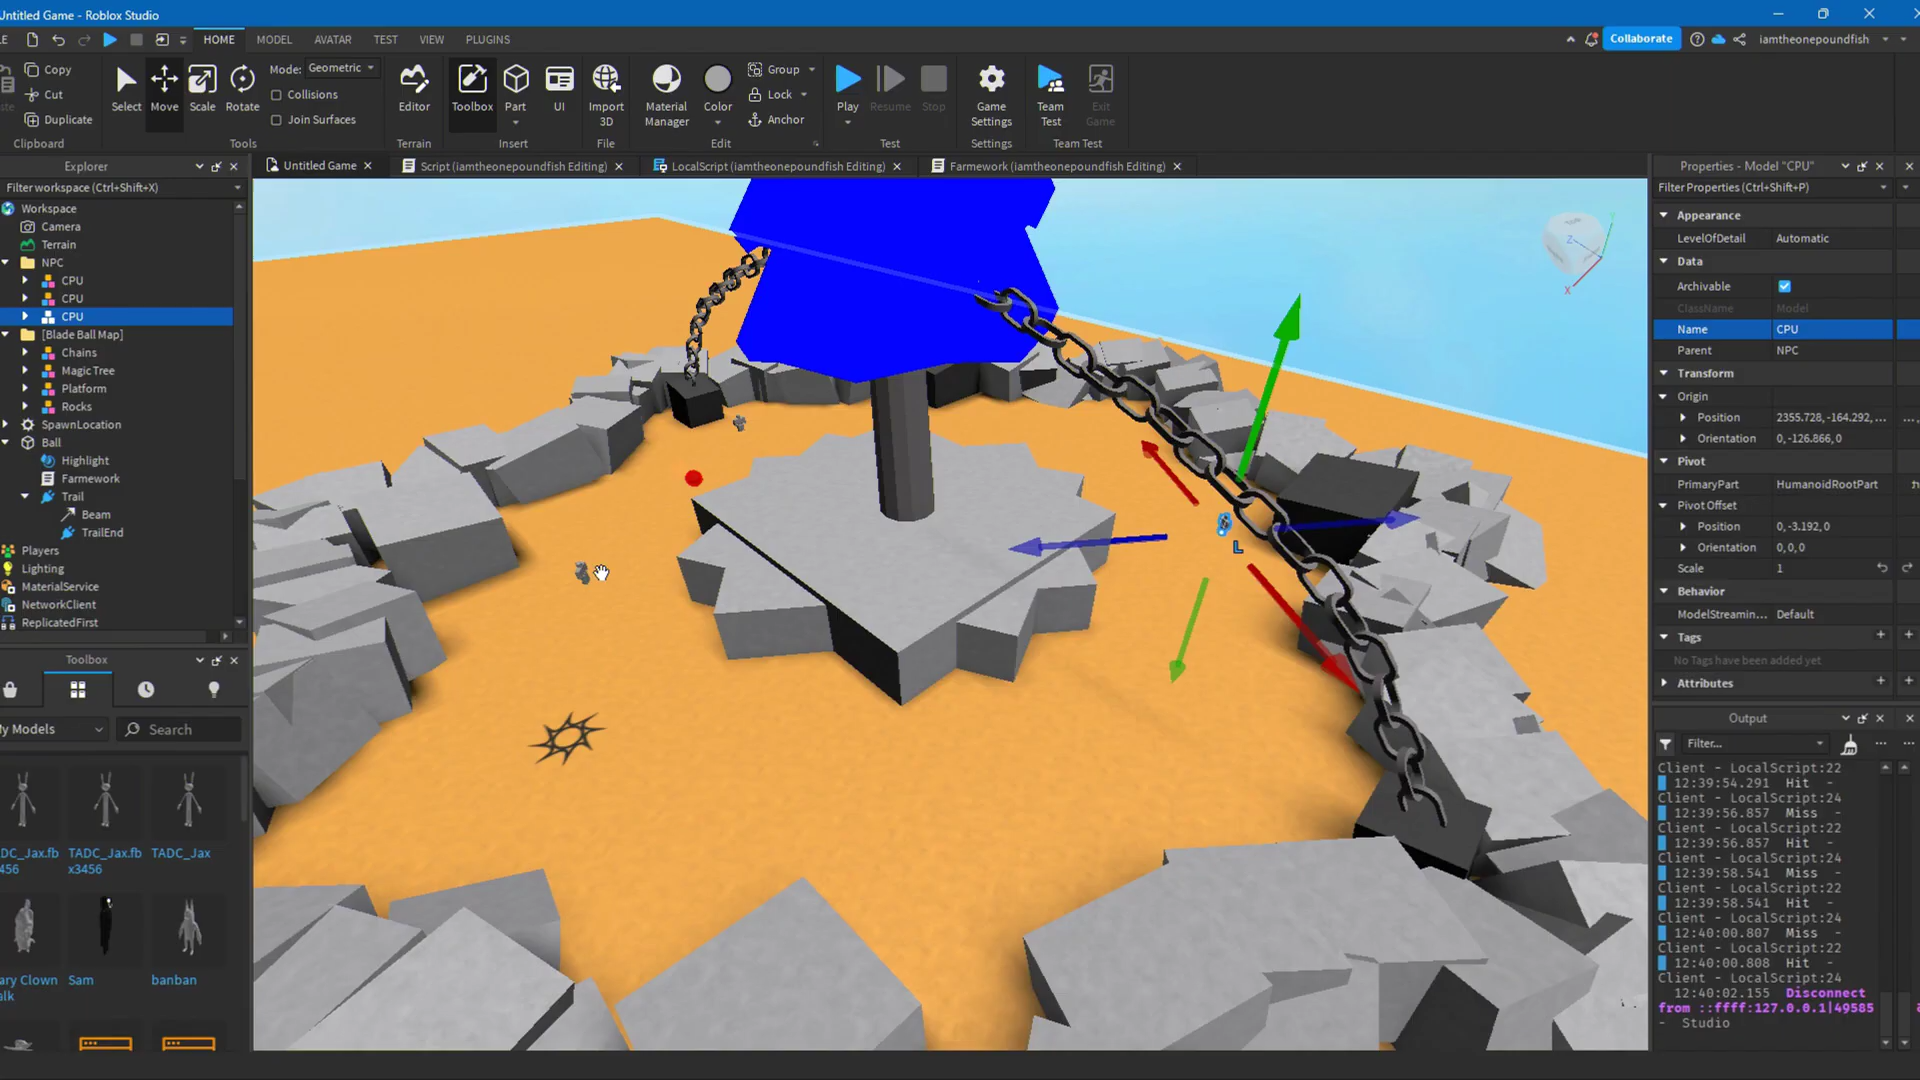 Untitled Game - Roblox Studio
HOME
MODEL
AVATAR
TEST
VIEW
PLUGINS
Collaborate
iamtheonepoundfish
Copy
Cut
Duplicate
Clipboard
Select
Move
Scale
Rotate
Mode: Geometric
Collisions
Join Surfaces
Tools
Editor
Terrain
Toolbox
Part
UI
Insert
Import
3D
File
Material
Manager
Color
Group
Lock
Anchor
Edit
Play
Resume
Stop
Test
Game
Settings
Settings
Team
Test
Exit
Game
Team Test
Explorer
Untitled Game
Script (iamtheonepoundfish Editing)
LocalScript (iamtheonepoundfish Editing)
Farmework (iamtheonepoundfish Editing)
Properties - Model "CPU"
Filter workspace (Ctrl+Shift+X)
Workspace
Camera
Terrain
NPC
CPU
CPU
CPU
[Blade Ball Map]
Chains
Magic Tree
Platform
Rocks
SpawnLocation
Ball
Highlight
Farmework
Trail
Beam
TrailEnd
Players
Lighting
MaterialService
NetworkClient
ReplicatedFirst
Toolbox
My Models
Search
TADC_Jax.fb
x3456
TADC_Jax
Sam
banban
Z
X
L
Filter Properties (Ctrl+Shift+P)
Appearance
LevelOfDetail Automatic
Data
Archivable
ClassName Model
Name CPU
Parent NPC
Transform
Origin
Position 2355.728, -164.292, ...
Orientation 0, -126.866, 0
Pivot
PrimaryPart HumanoidRootPart
Pivot Offset
Position 0, -3.192, 0
Orientation 0, 0, 0
Scale 1
Behavior
ModelStreamin... Default
Tags
No Tags have been added yet
Attributes
Output
Filter...
Client - LocalScript:22
12:39:54.291 Hit -
Client - LocalScript:24
12:39:56.857 Miss -
Client - LocalScript:22
12:39:56.857 Hit -
Client - LocalScript:24
12:39:58.541 Miss -
Client - LocalScript:22
12:39:58.541 Hit -
Client - LocalScript:24
12:40:00.807 Miss -
Client - LocalScript:22
12:40:00.808 Hit -
Client - LocalScript:24
12:40:02.155 Disconnect
from ::ffff:127.0.0.1|49585
- Studio